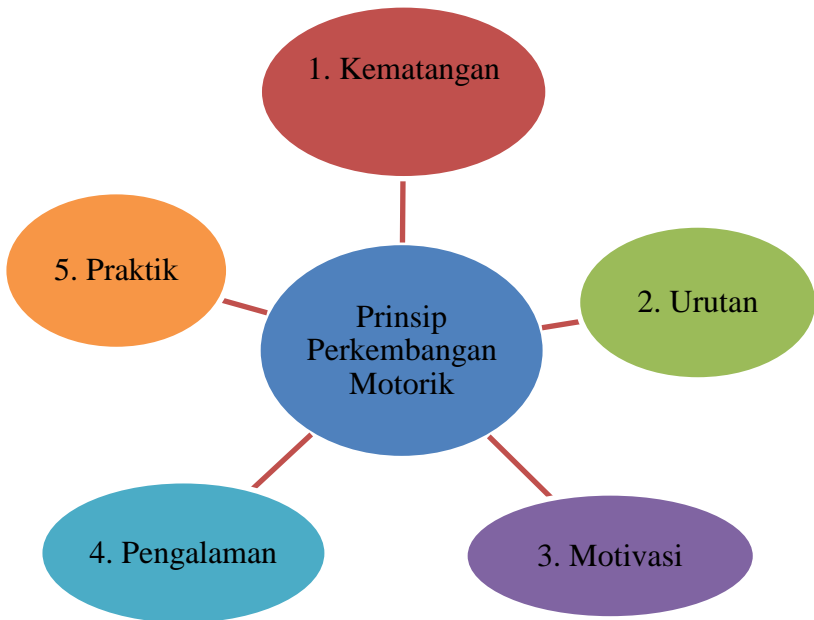 1. Kematangan
2. Urutan
3. Motivasi
4. Pengalaman
5. Praktik
Prinsip
Perkembangan
Motorik